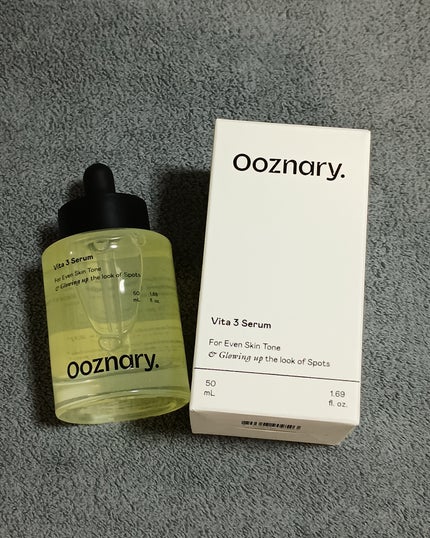 Vita 3 Serum
For Even Skin Tone
& Glowing up the look of Spots
50 1.69
mL fl. oz.
Ooznary.
Ooznary.
Vita 3 Serum
For Even Skin Tone
& Glowing up the look of Spots
50 1.69
mL fl. oz.